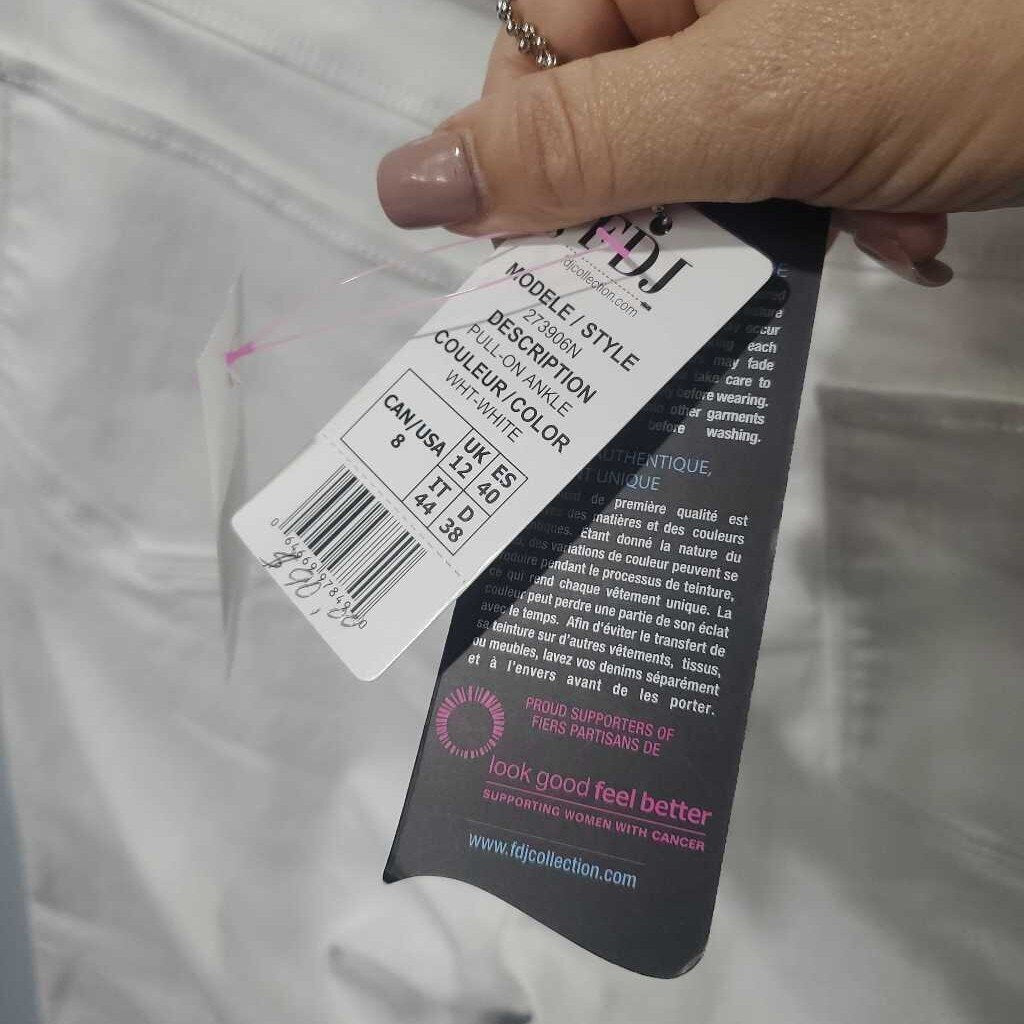 FDJ
fdjcollection.com
MODELE / STYLE
273906N
DESCRIPTION
PULL-ON ANKLE
COULEUR / COLOR
WHT-WHITE
CAN/USA
8
UK
12
ES
40
IT
44
D
38
occur
each
may fade
take care to
before wearing.
other garments
before washing.
AUTHENTIQUE,
UNIQUE
de première qualité est
des matières et des couleurs
Étant donné la nature du
des variations de couleur peuvent se
pendant le processus de teinture,
ce qui rend chaque vêtement unique. La
couleur peut perdre une partie de son éclat
avec le temps. Afin d'éviter le transfert de
sa teinture sur d'autres vêtements, tissus,
ou meubles, lavez vos denims séparément
et à l'envers avant de les porter.
PROUD SUPPORTERS OF
FIERS PARTISANS DE
look good feel better
SUPPORTING WOMEN WITH CANCER
www.fdjcollection.com